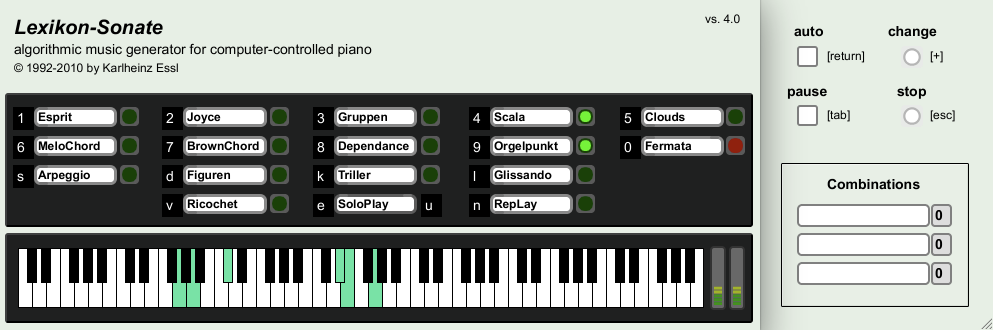 Lexikon-Sonate
vs. 4.0
algorithmic music generator for computer-controlled piano
© 1992-2010 by Karlheinz Essl
1 Esprit 2 Joyce 3 Gruppen 4 Scala 5 Clouds
6 MeloChord 7 BrownChord 8 Dependance 9 Orgelpunkt 0 Fermata
s Arpeggio d Figuren k Triller l Glissando
v Ricochet e SoloPlay u n RepLay
auto change
[return] [+]
pause stop
[tab] [esc]
Combinations
0
0
0